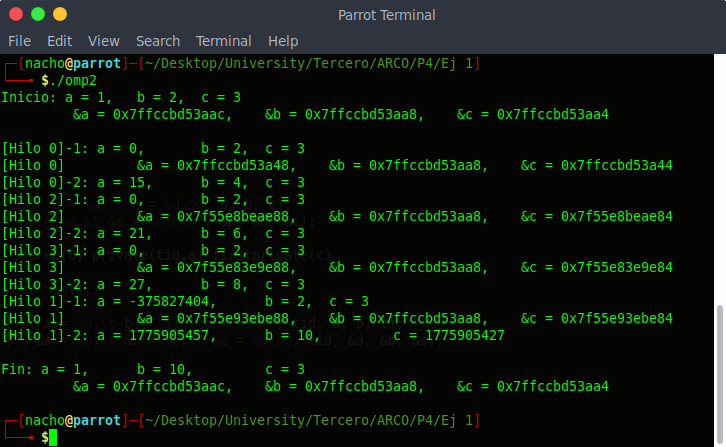 Parrot Terminal
File Edit View Search Terminal Help
┌─[nacho@parrot]─[~/Desktop/University/Tercero/ARCO/P4/Ej 1]
└──╼ $./omp2
Inicio: a = 1,   b = 2,  c = 3
         &a = 0x7ffccbd53aac,    &b = 0x7ffccbd53aa8,    &c = 0x7ffccbd53aa4

[Hilo 0]-1: a = 0,       b = 2,  c = 3
[Hilo 0]         &a = 0x7ffccbd53a48,    &b = 0x7ffccbd53aa8,    &c = 0x7ffccbd53a44
[Hilo 0]-2: a = 15,      b = 4,  c = 3
[Hilo 2]-1: a = 0,       b = 2,  c = 3
[Hilo 2]         &a = 0x7f55e8beae88,    &b = 0x7ffccbd53aa8,    &c = 0x7f55e8beae84
[Hilo 2]-2: a = 21,      b = 6,  c = 3
[Hilo 3]-1: a = 0,       b = 2,  c = 3
[Hilo 3]         &a = 0x7f55e83e9e88,    &b = 0x7ffccbd53aa8,    &c = 0x7f55e83e9e84
[Hilo 3]-2: a = 27,      b = 8,  c = 3
[Hilo 1]-1: a = -375827404,      b = 2,  c = 3
[Hilo 1]         &a = 0x7f55e93ebe88,    &b = 0x7ffccbd53aa8,    &c = 0x7f55e93ebe84
[Hilo 1]-2: a = 1775905457,      b = 10,         c = 1775905427

Fin: a = 1,      b = 10,         c = 3
         &a = 0x7ffccbd53aac,    &b = 0x7ffccbd53aa8,    &c = 0x7ffccbd53aa4

┌─[nacho@parrot]─[~/Desktop/University/Tercero/ARCO/P4/Ej 1]
└──╼ $